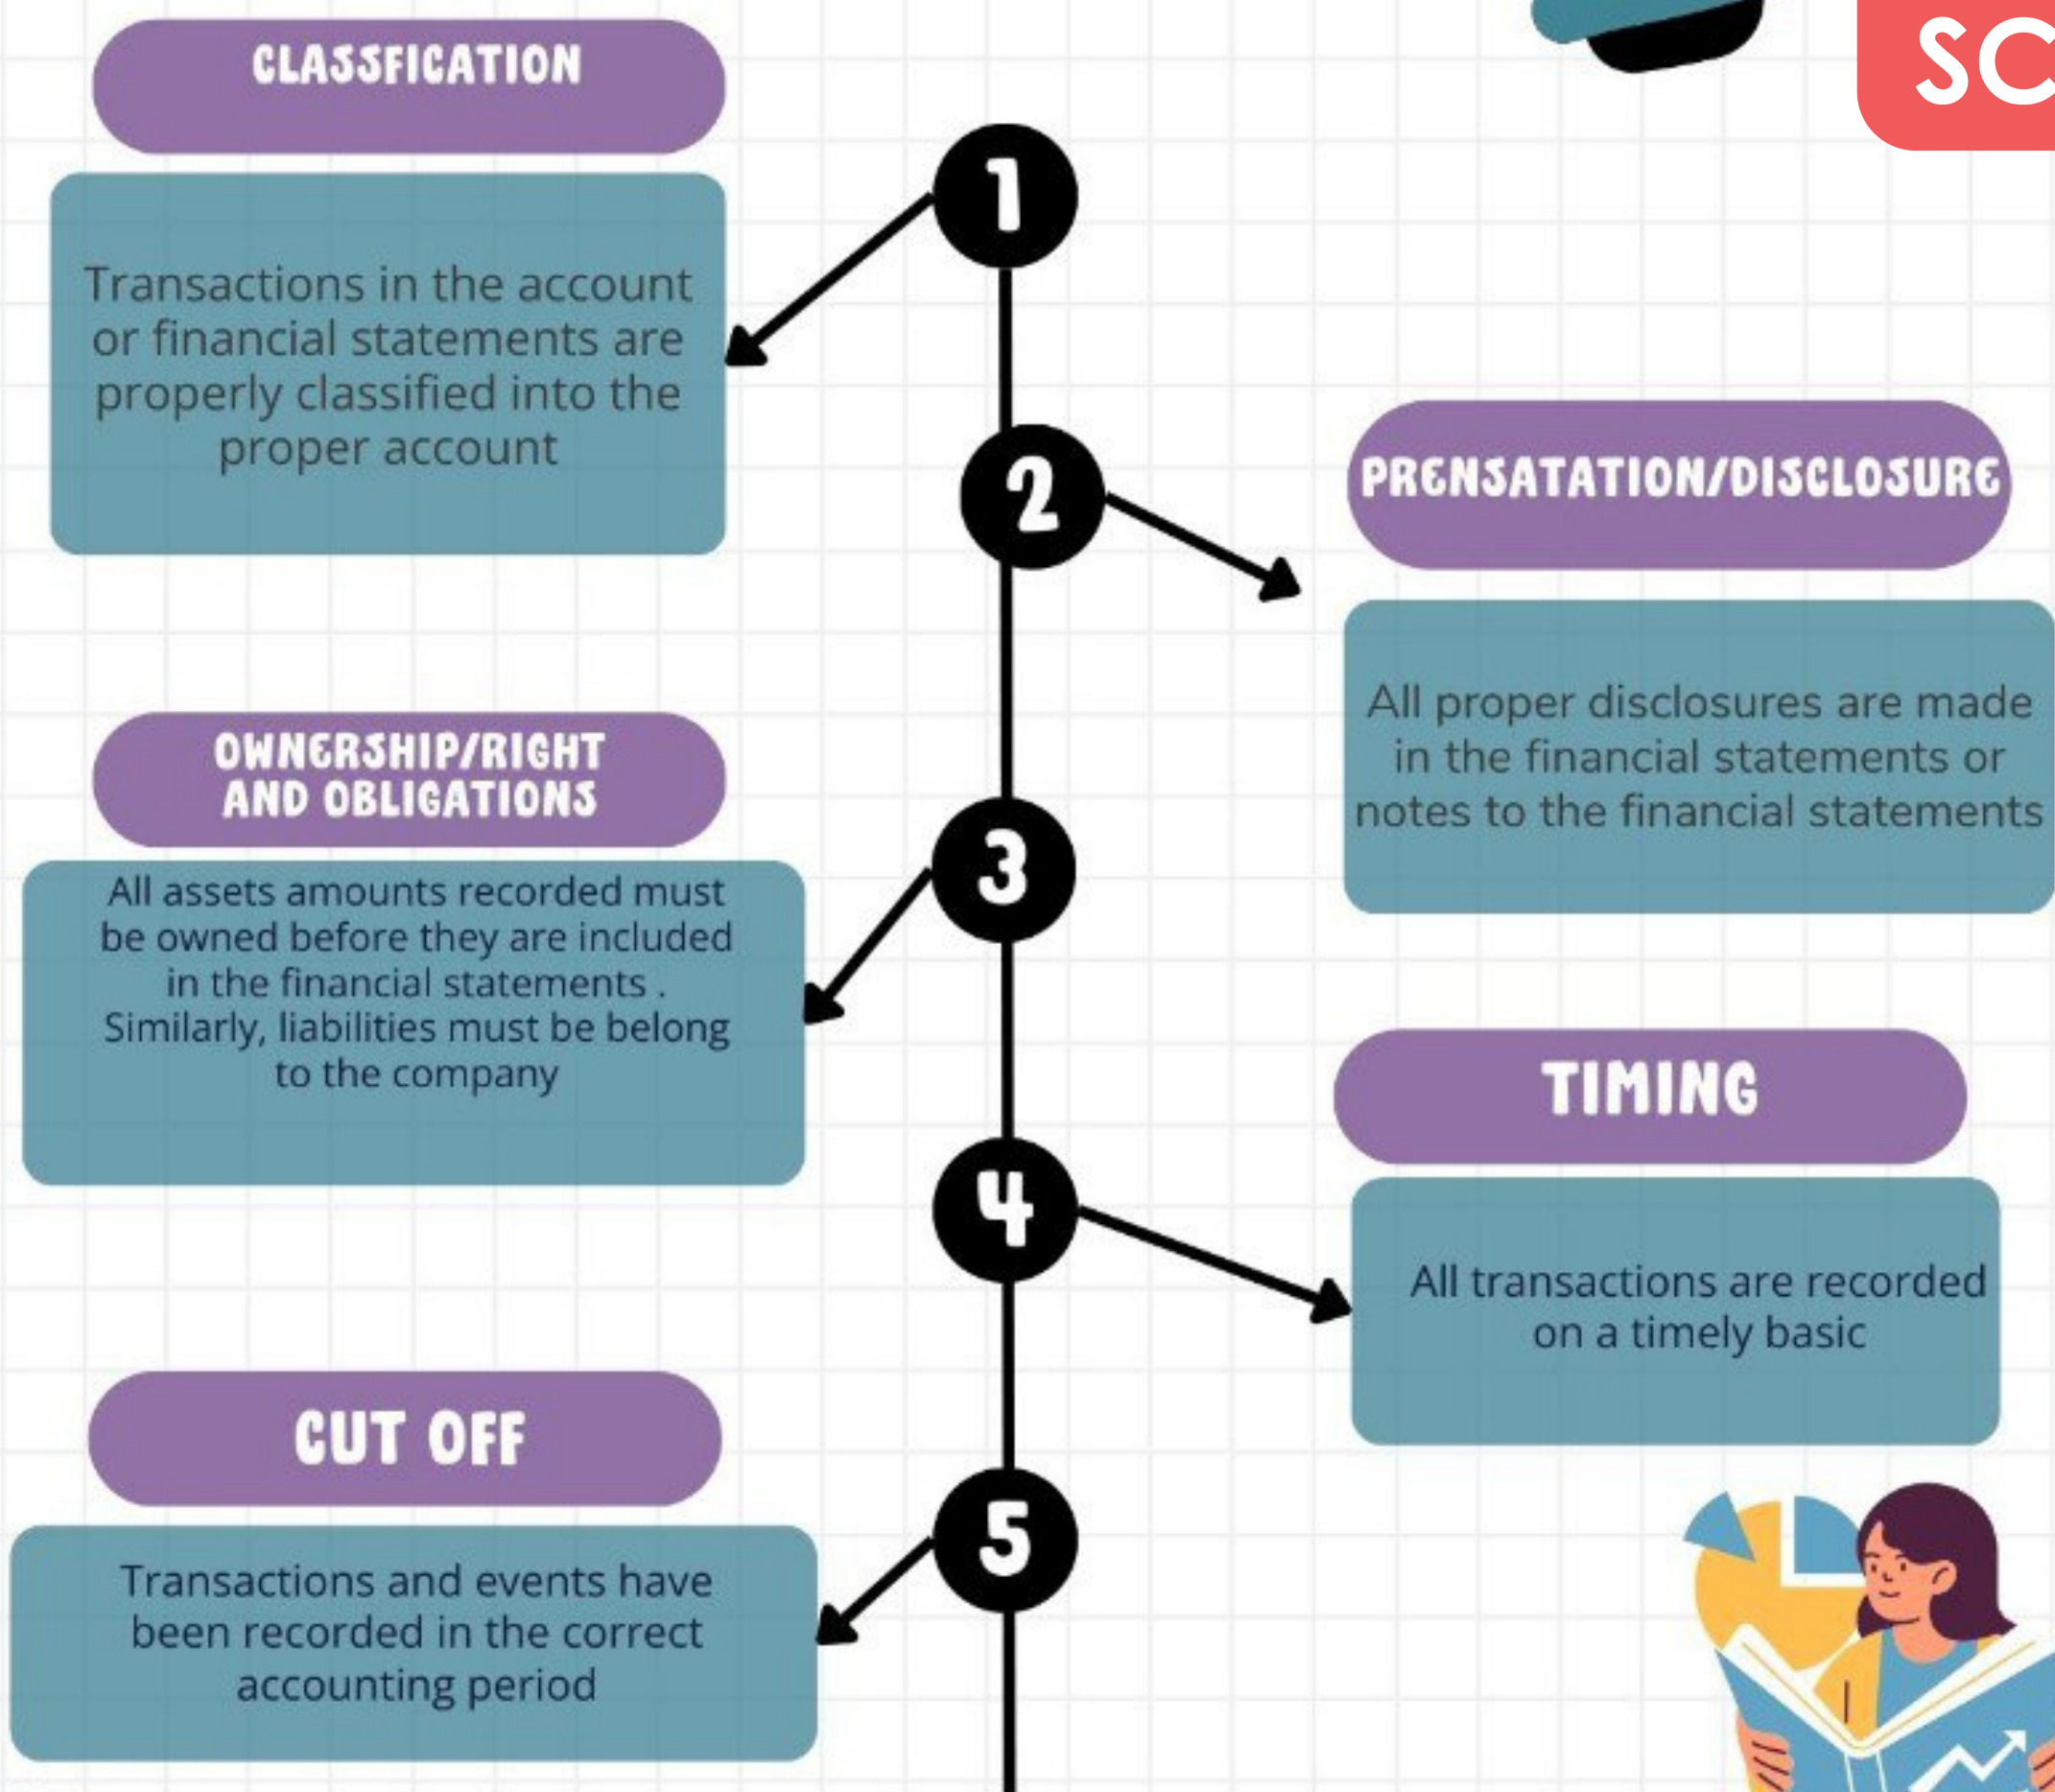 SC
CLASSFICATION
1
Transactions in the account
or financial statements are
properly classified into the
proper account
2
PRENSATATION/DISCLOSURE
All proper disclosures are made
in the financial statements or
notes to the financial statements
OWNERSHIP/RIGHT
AND OBLIGATIONS
3
All assets amounts recorded must
be owned before they are included
in the financial statements .
Similarly, liabilities must be belong
to the company
4
TIMING
All transactions are recorded
on a timely basic
CUT OFF
5
Transactions and events have
been recorded in the correct
accounting period